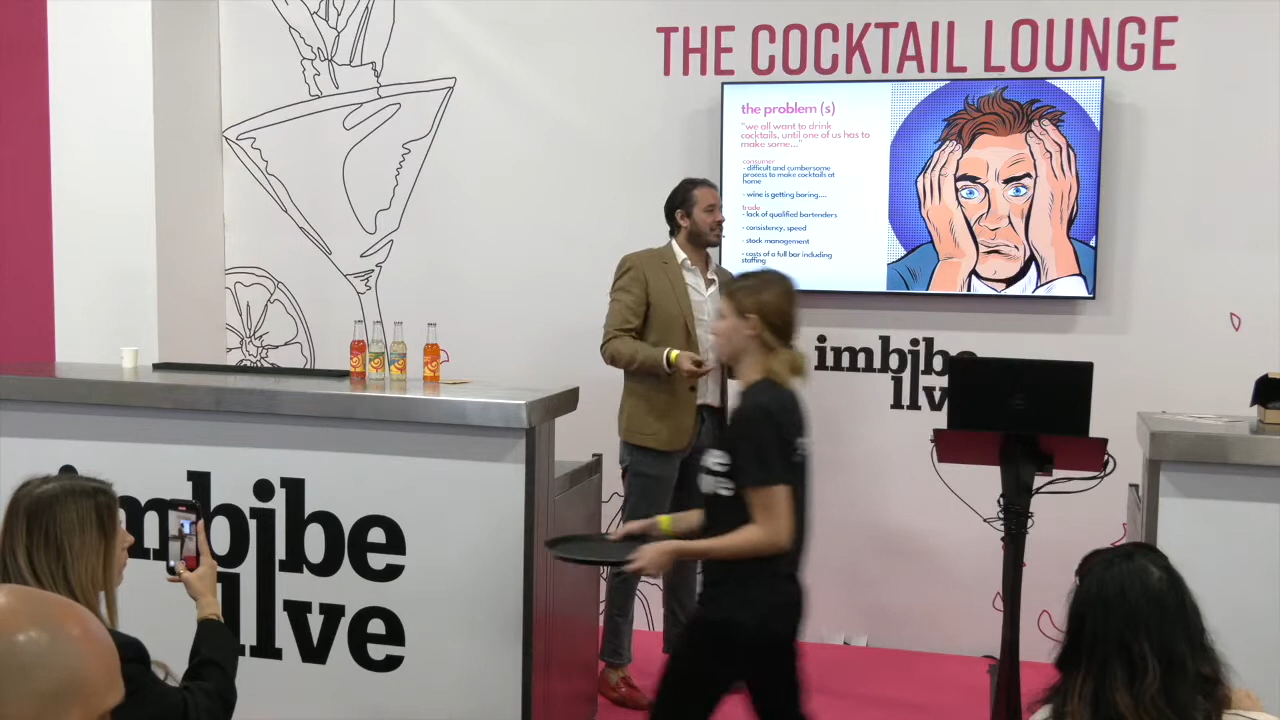 THE COCKTAIL LOUNGE
the problem (s)
"we all want to drink
cocktails, until one of us has to
make some..."
consumer
- difficult and cumbersome
process to make cocktails at
home
- wine is getting boring....
trade
- lack of qualified bartenders
- consistency, speed
- stock management
- costs of a full bar including
staffing
imbibe
live
imbibe
live